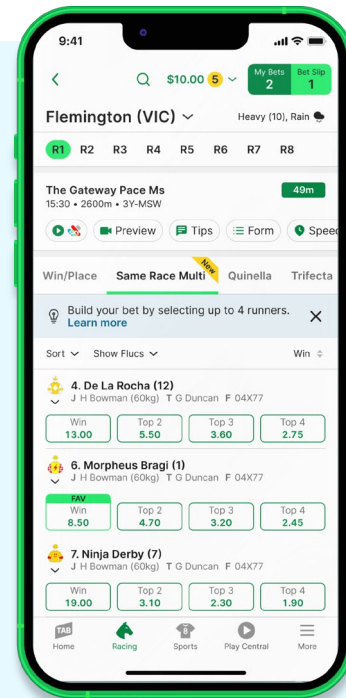 9:41
$10.00 5
My Bets 2
Bet Slip 1
Flemington (VIC)
Heavy (10), Rain
R1 R2 R3 R4 R5 R6 R7 R8
The Gateway Pace Ms
49m
15:30 • 2600m • 3Y-MSW
Preview Tips Form Spee
Win/Place Same Race Multi New Quinella Trifecta
Build your bet by selecting up to 4 runners.
Learn more
Sort Show Flucs Win
4. De La Rocha (12)
J H Bowman (60kg) T G Duncan F 04X77
Win Top 2 Top 3 Top 4
13.00 5.50 3.60 2.75
6. Morpheus Bragi (1)
J H Bowman (60kg) T G Duncan F 04X77
FAV
Win Top 2 Top 3 Top 4
8.50 4.70 3.20 2.45
7. Ninja Derby (7)
J H Bowman (60kg) T G Duncan F 04X77
Win Top 2 Top 3 Top 4
19.00 3.10 2.30 1.90
TAB 8
Home Racing Sports Play Central More